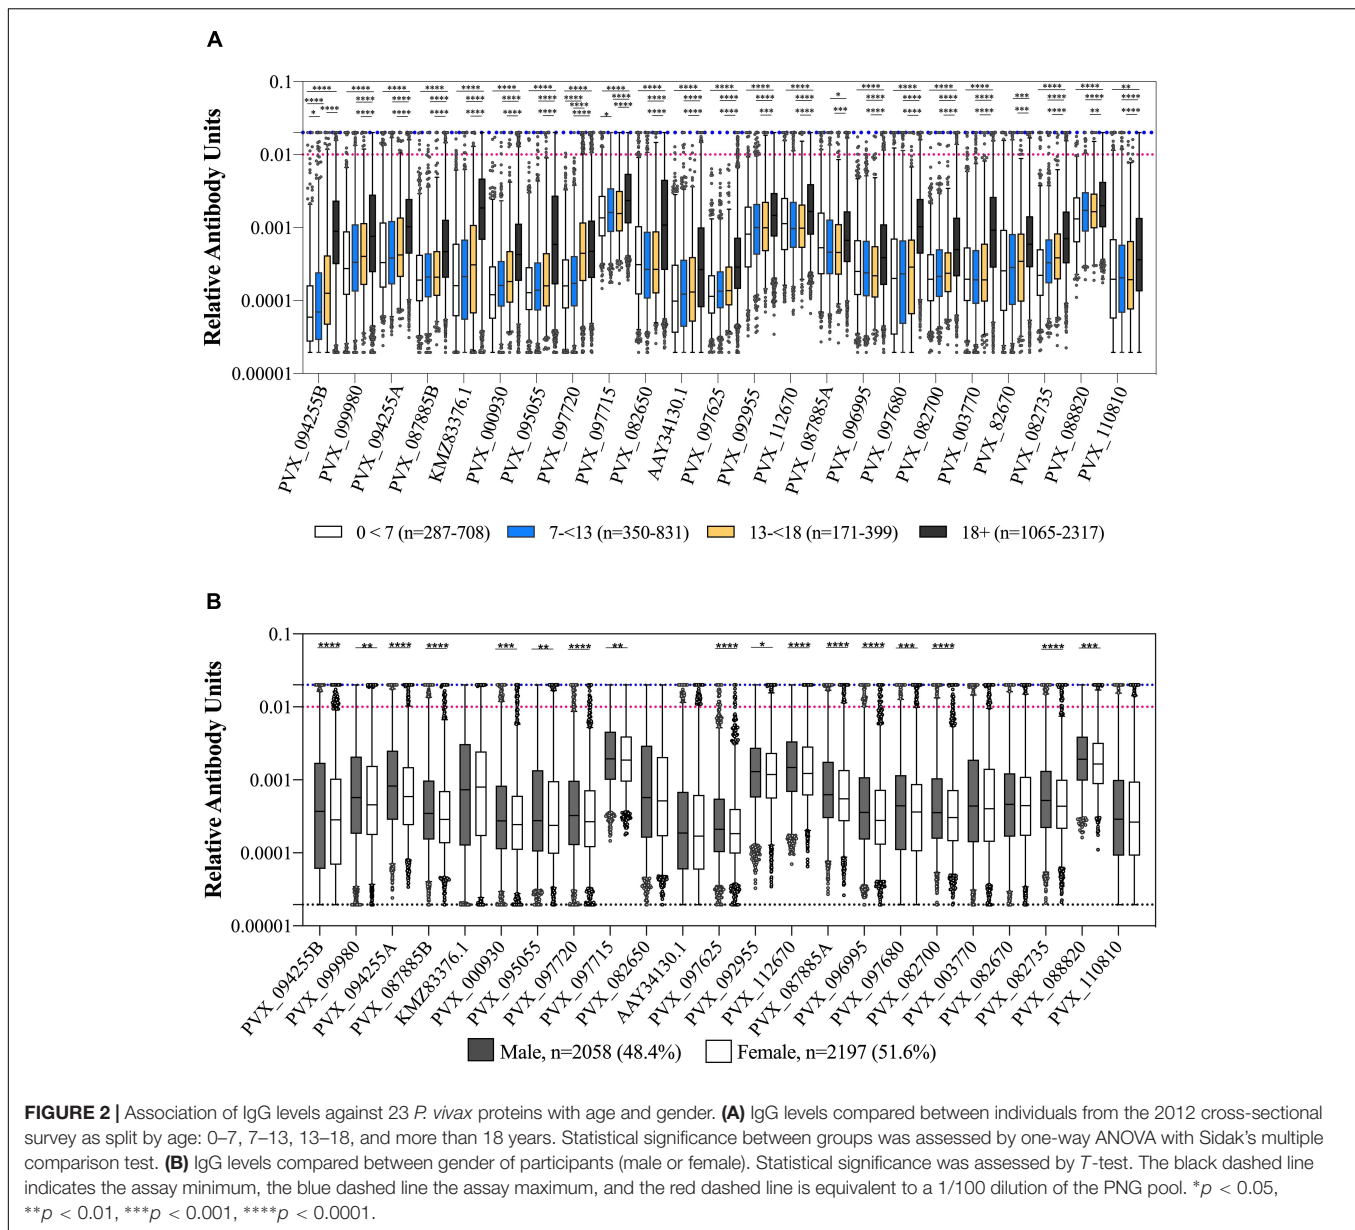 A
0.1
0.01
0.001
0.0001
0.00001
Relative Antibody Units
PVX_094255B
PVX_099980
PVX_094255A
PVX_087885B
KMZ83376.1
PVX_000930
PVX_095055
PVX_097720
PVX_097715
PVX_082650
AAY34130.1
PVX_097625
PVX_092955
PVX_112670
PVX_087885A
PVX_096995
PVX_097680
PVX_082700
PVX_003770
PVX_82670
PVX_082735
PVX_088820
PVX_110810
0 < 7 (n=287-708) 7-<13 (n=350-831) 13-<18 (n=171-399) 18+ (n=1065-2317)
B
**** ** **** **** *** ** **** ** **** * **** **** **** *** **** **** ***
0.1
0.01
0.001
0.0001
0.00001
Relative Antibody Units
PVX_094255B
PVX_099980
PVX_094255A
PVX_087885B
KMZ83376.1
PVX_000930
PVX_095055
PVX_097720
PVX_097715
PVX_082650
AAY34130.1
PVX_097625
PVX_092955
PVX_112670
PVX_087885A
PVX_096995
PVX_097680
PVX_082700
PVX_003770
PVX_082670
PVX_082735
PVX_088820
PVX_110810
Male, n=2058 (48.4%) Female, n=2197 (51.6%)
FIGURE 2 | Association of IgG levels against 23 P. vivax proteins with age and gender. (A) IgG levels compared between individuals from the 2012 cross-sectional
survey as split by age: 0–7, 7–13, 13–18, and more than 18 years. Statistical significance between groups was assessed by one-way ANOVA with Sidak's multiple
comparison test. (B) IgG levels compared between gender of participants (male or female). Statistical significance was assessed by T-test. The black dashed line
indicates the assay minimum, the blue dashed line the assay maximum, and the red dashed line is equivalent to a 1/100 dilution of the PNG pool. *p < 0.05,
**p < 0.01, ***p < 0.001, ****p < 0.0001.